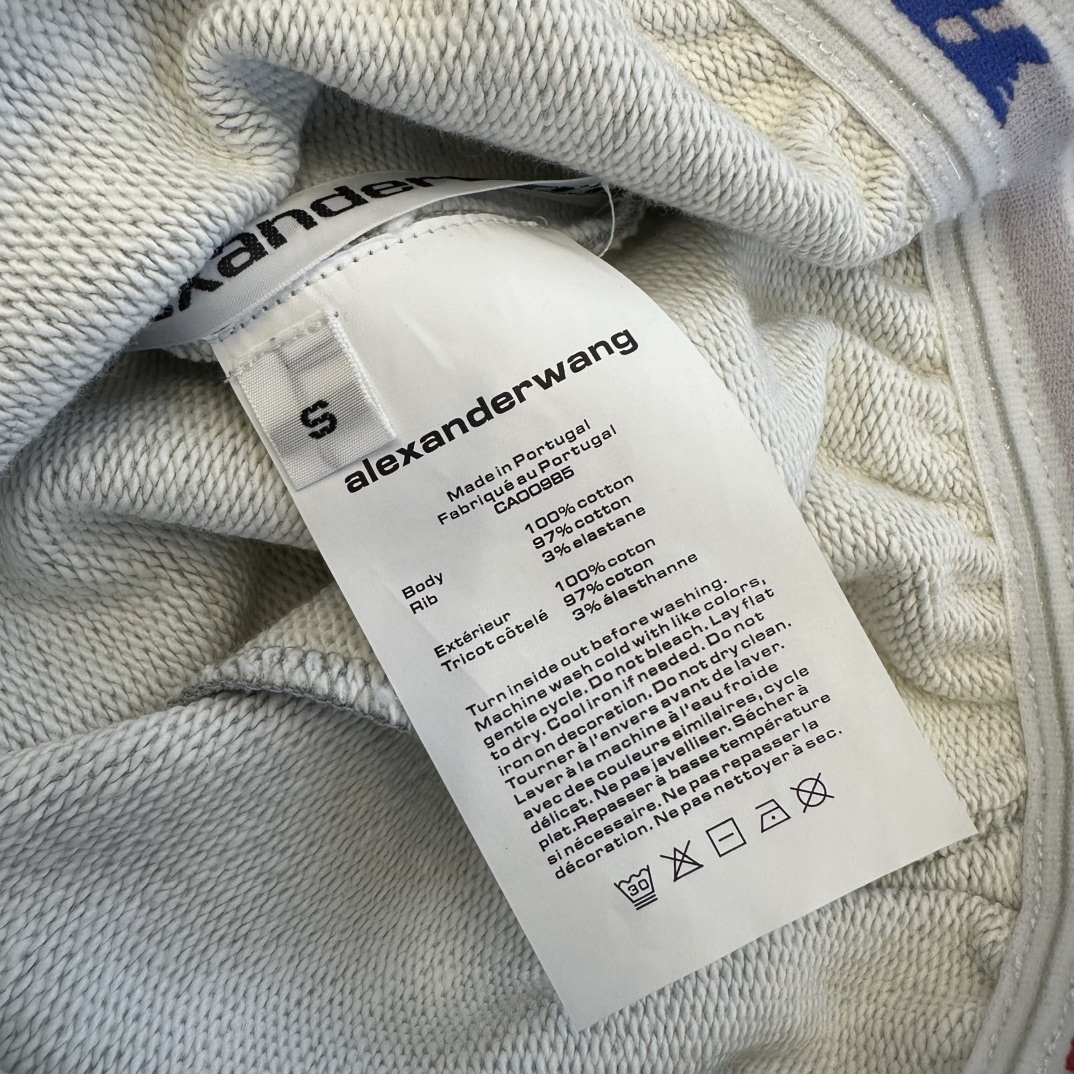 alexander
S
alexanderwang
Made in Portugal
Fabriqué au Portugal
CA00985
100% cotton
97% cotton
3% elastane
Body
Rib
100% coton
97% coton
3% élasthanne
Extérieur
Tricot côtelé
Turn inside out before washing.
Machine wash cold with like colors,
gentle cycle. Do not bleach. Lay flat
to dry. Cool iron if needed. Do not
iron on decoration. Do not dry clean.
Tourner à l'envers avant de laver.
Laver à la machine à l'eau froide
avec des couleurs similaires, cycle
délicat. Ne pas javelliser. Sécher à
plat.Repasser à basse température
si nécessaire. Ne pas repasser la
décoration. Ne pas nettoyer à sec.
30